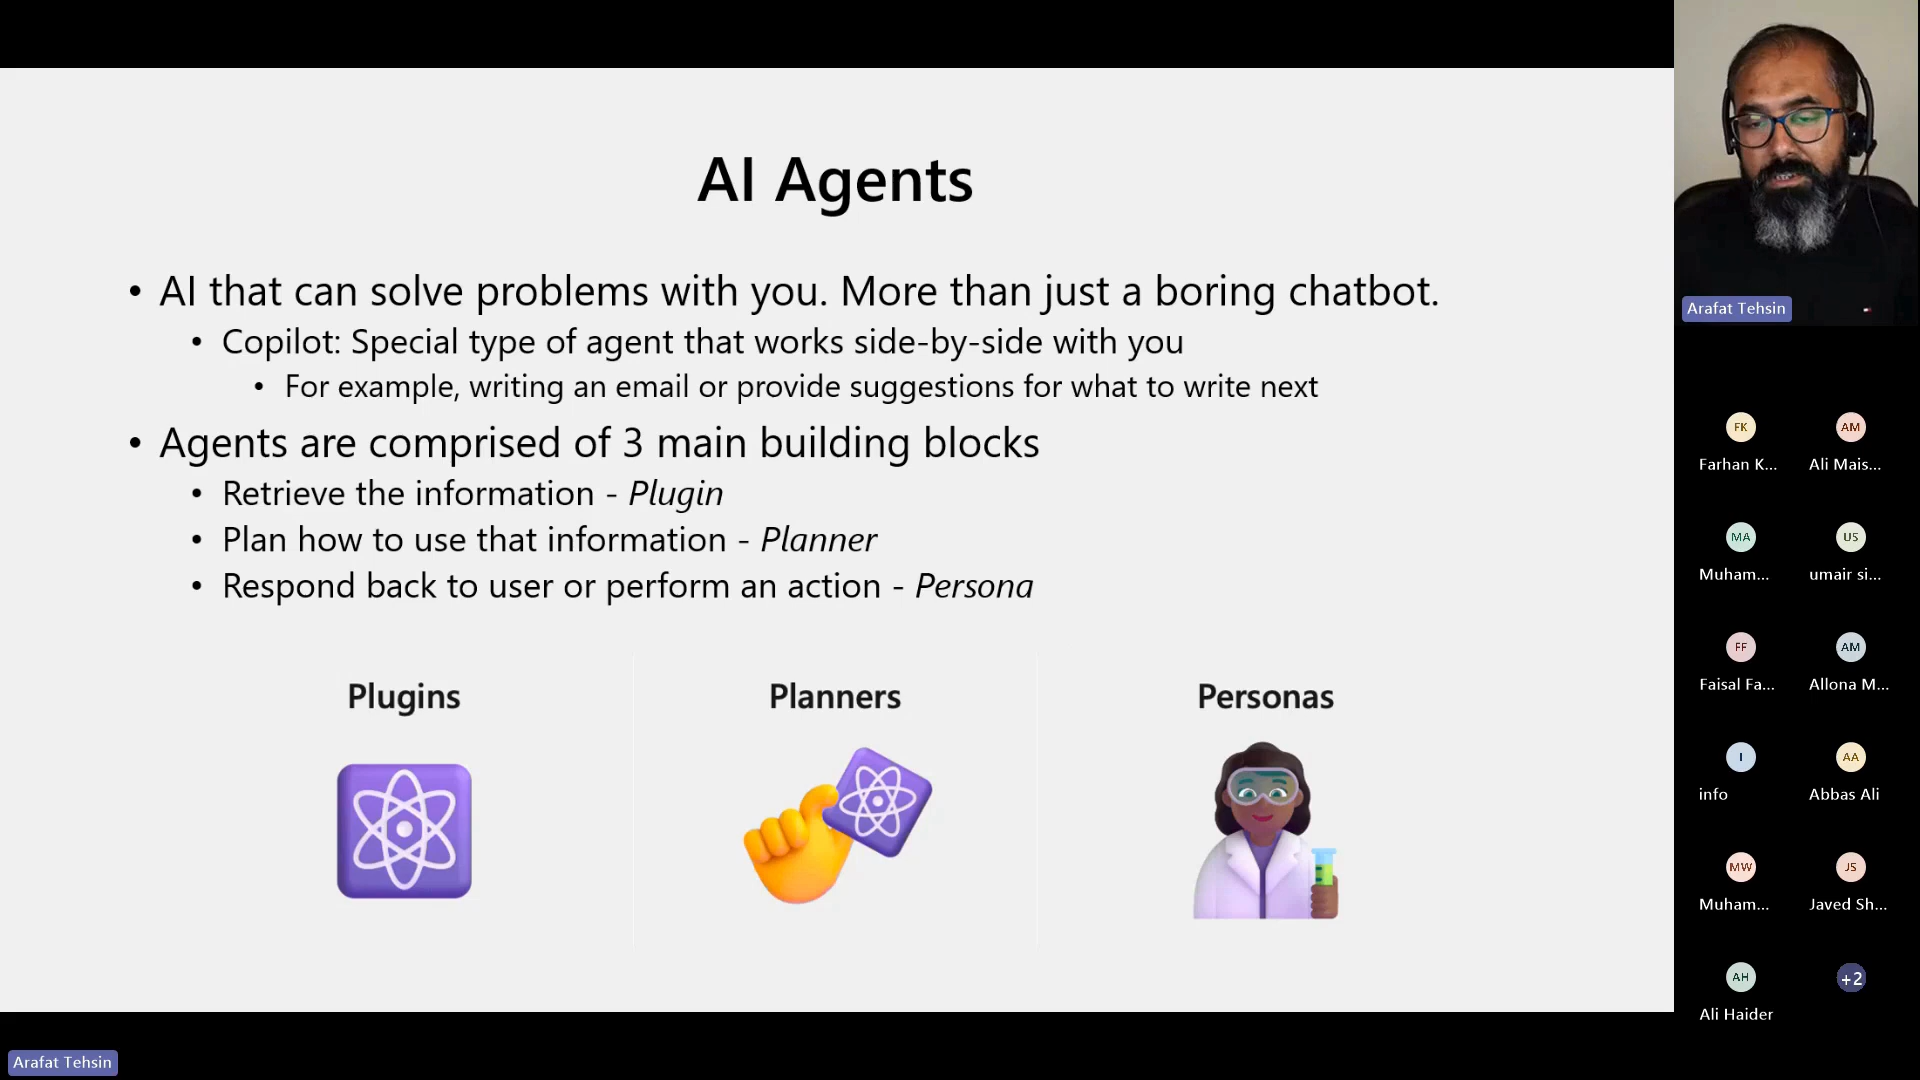 AI Agents
• AI that can solve problems with you. More than just a boring chatbot.
• Copilot: Special type of agent that works side-by-side with you
• For example, writing an email or provide suggestions for what to write next
• Agents are comprised of 3 main building blocks
• Retrieve the information - Plugin
• Plan how to use that information - Planner
• Respond back to user or perform an action - Persona
Plugins
Planners
Personas
Arafat Tehsin
FK
AM
Farhan K...
Ali Mais...
MA
US
Muham...
umair si...
FF
AM
Faisal Fa...
Allona M...
I
AA
info
Abbas Ali
MW
JS
Muham...
Javed Sh...
AH
+2
Ali Haider
Arafat Tehsin